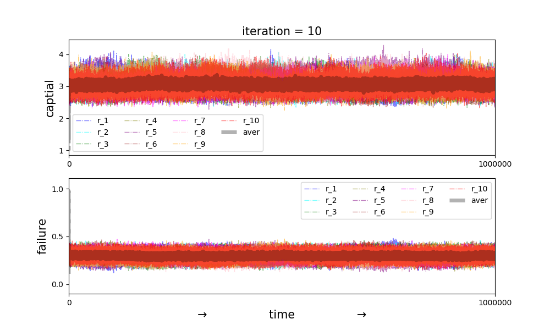 iteration = 10
captial
4
3
2
1
r_1 r_4 r_7 r_10
r_2 r_5 r_8 aver
r_3 r_6 r_9
0 1000000
failure
1.0
0.5
0.0
r_1 r_4 r_7 r_10
r_2 r_5 r_8 aver
r_3 r_6 r_9
0 1000000
→ time →